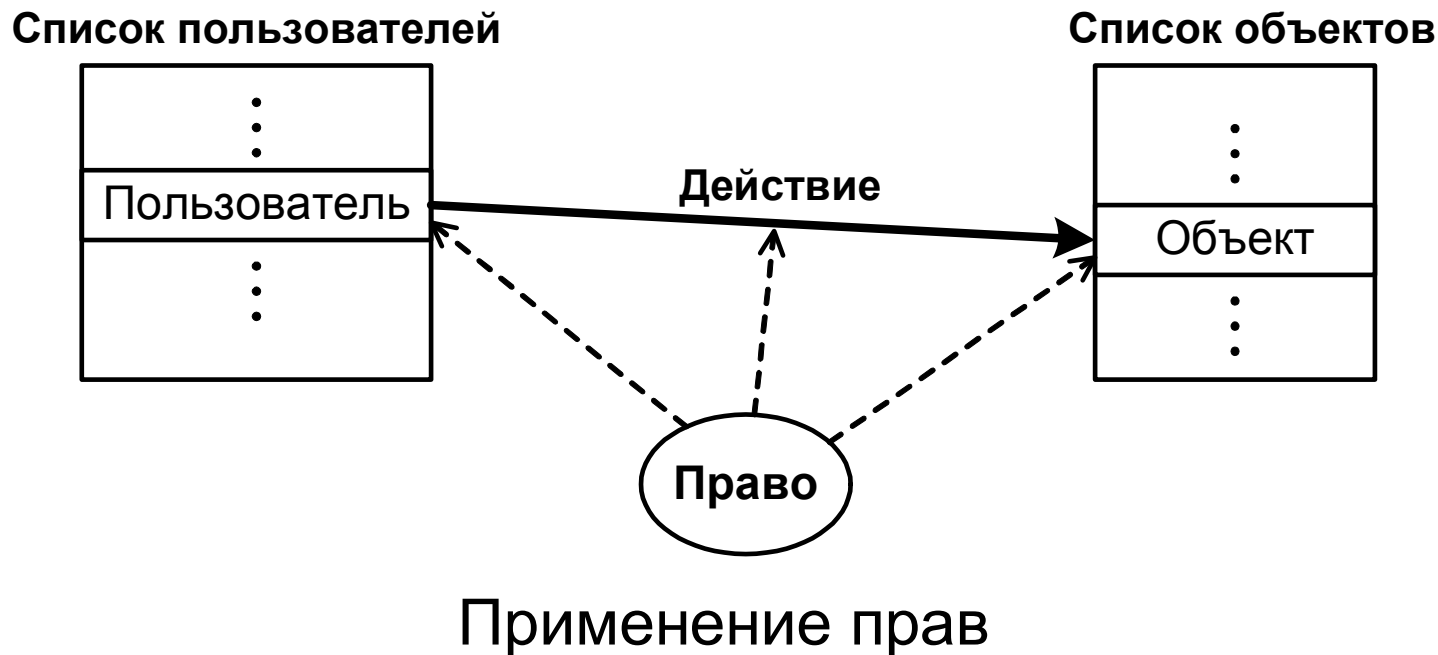 Список пользователей
Список объектов
Действие
Пользователь
Объект
Право
Применение прав